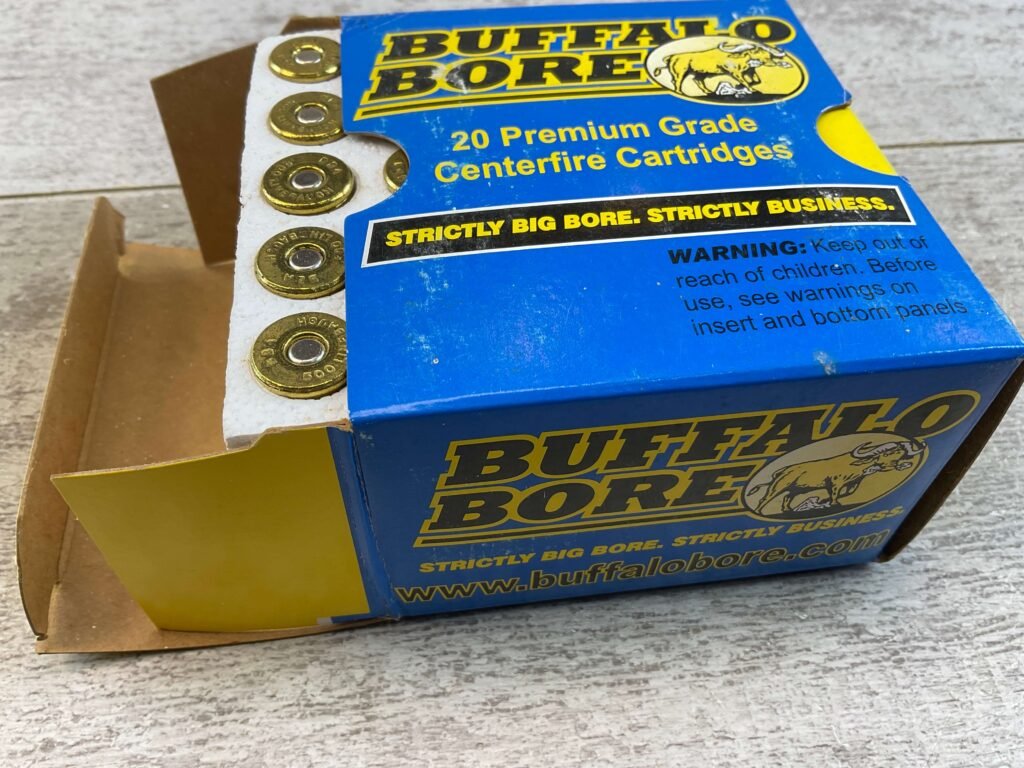 BUFFALO
BORE
20 Premium Grade
Centerfire Cartridges
STRICTLY BIG BORE. STRICTLY BUSINESS.
WARNING: Keep out of
reach of children. Before
use, see warnings on
insert and bottom panels
BUFFALO
BORE
STRICTLY BIG BORE. STRICTLY BUSINESS.
www.buffalobore.com